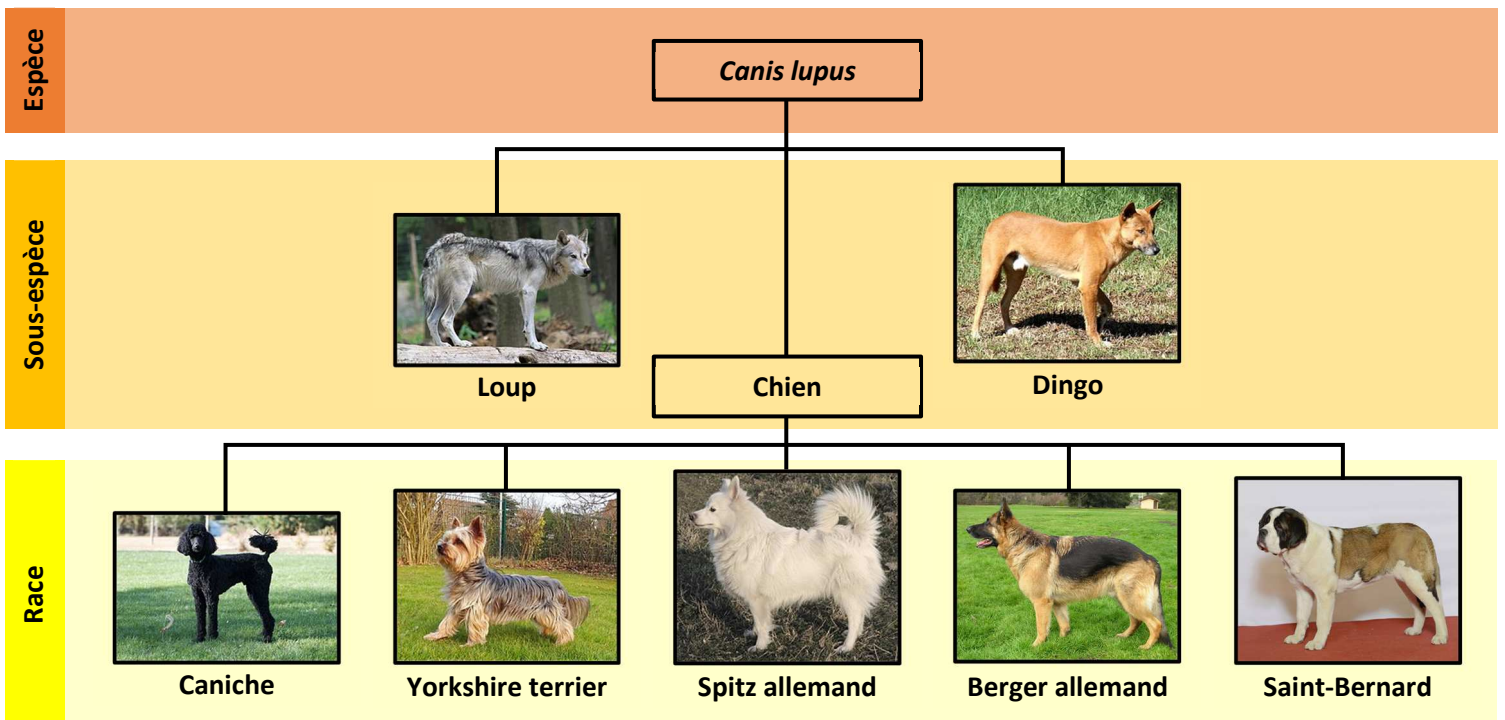 Espèce
Canis lupus
Sous-espèce
Loup
Chien
Dingo
Race
Caniche
Yorkshire terrier
Spitz allemand
Berger allemand
Saint-Bernard